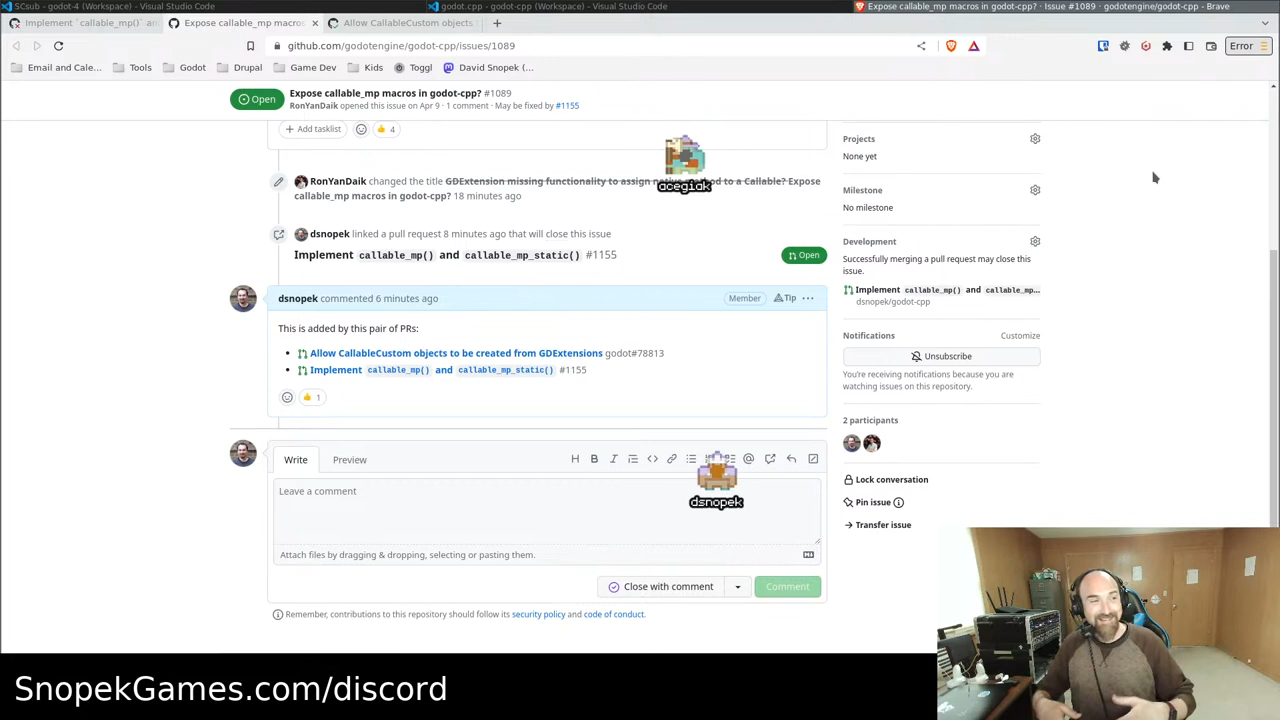 SCsub - godot-4 (Workspace) - Visual Studio Code
godot.cpp - godot-cpp (Workspace) - Visual Studio Code
Expose callable_mp macros in godot-cpp? · Issue #1089 · godotengine/godot-cpp - Brave
Implement `callable_mp()` an
Expose callable_mp macros
Allow CallableCustom objects
github.com/godotengine/godot-cpp/issues/1089
Error
Email and Cale...
Tools
Godot
Drupal
Game Dev
Kids
Toggl
David Snopek (...
Open
Expose callable_mp macros in godot-cpp? #1089
RonYanDaik opened this issue on Apr 9 · 1 comment · May be fixed by #1155
Add tasklist
4
acegiak
RonYanDaik changed the title GDExtension missing functionality to assign native method to a Callable? Expose
callable_mp macros in godot-cpp? 18 minutes ago
dsnopek linked a pull request 8 minutes ago that will close this issue
Implement callable_mp() and callable_mp_static() #1155
Open
dsnopek commented 6 minutes ago
Member
Tip
This is added by this pair of PRs:
Allow CallableCustom objects to be created from GDExtensions godot#78813
Implement callable_mp() and callable_mp_static() #1155
1
Write
Preview
Leave a comment
dsnopek
Attach files by dragging & dropping, selecting or pasting them.
Close with comment
Comment
Remember, contributions to this repository should follow its security policy and code of conduct.
Projects
None yet
Milestone
No milestone
Development
Successfully merging a pull request may close this
issue.
Implement callable_mp() and callable_mp...
dsnopek/godot-cpp
Notifications
Customize
Unsubscribe
You're receiving notifications because you are
watching issues on this repository.
2 participants
Lock conversation
Pin issue
Transfer issue
SnopekGames.com/discord